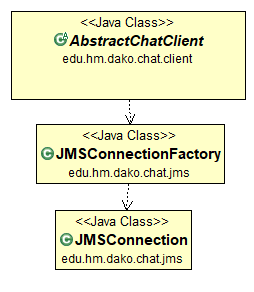 <<Java Class>>
AbstractChatClient
edu.hm.dako.chat.client
<<Java Class>>
JMSConnectionFactory
edu.hm.dako.chat.jms
<<Java Class>>
JMSConnection
edu.hm.dako.chat.jms